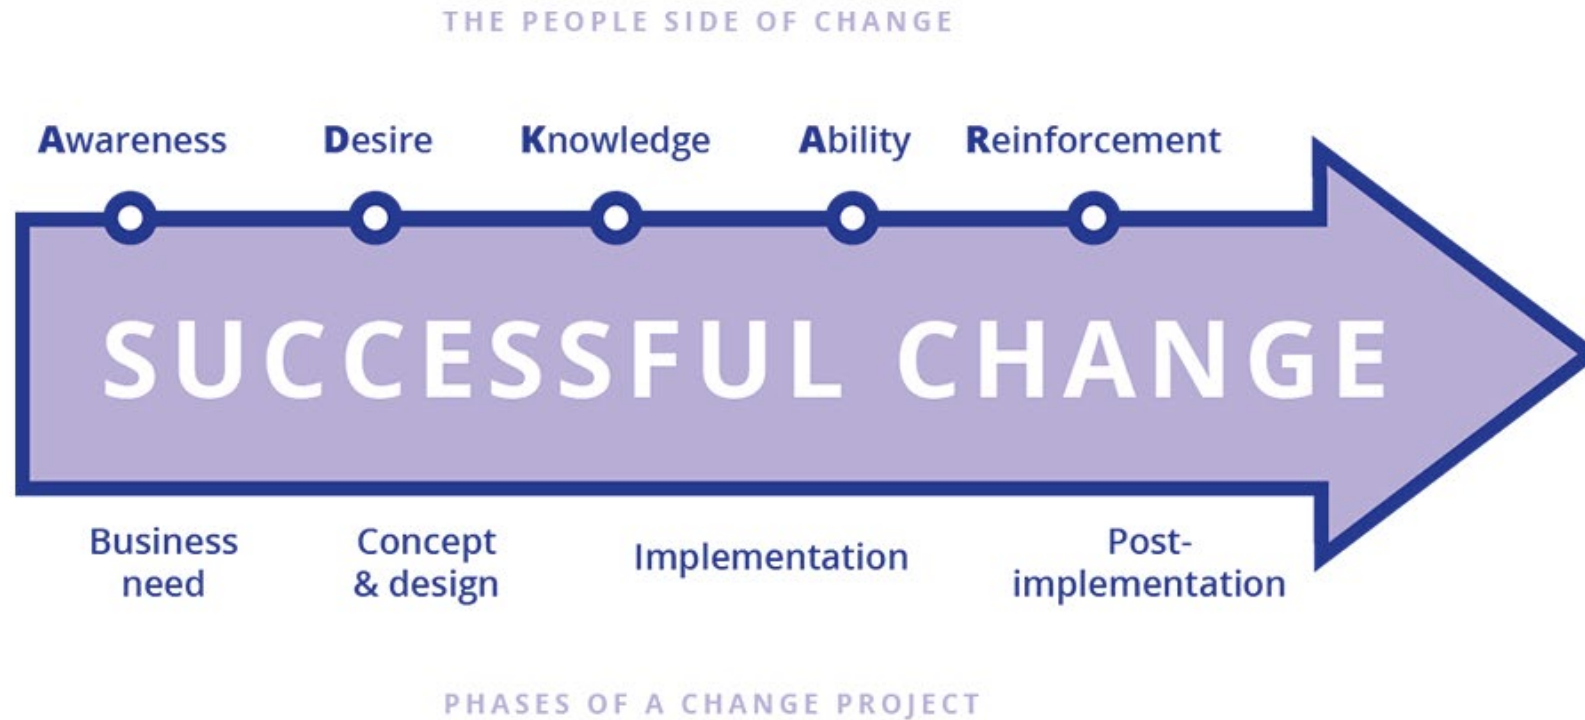 THE PEOPLE SIDE OF CHANGE
Awareness Desire Knowledge Ability Reinforcement
SUCCESSFUL CHANGE
Business need
Concept & design
Implementation
Post-implementation
PHASES OF A CHANGE PROJECT